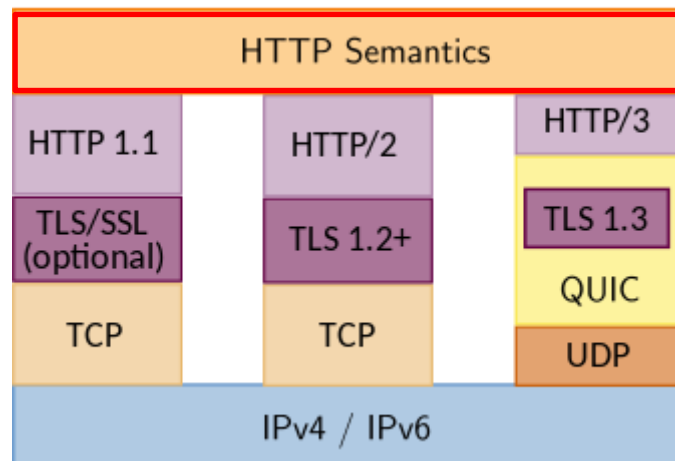 HTTP Semantics
HTTP 1.1
HTTP/2
HTTP/3
TLS/SSL
(optional)
TLS 1.2+
TLS 1.3
QUIC
TCP
TCP
UDP
IPv4 / IPv6